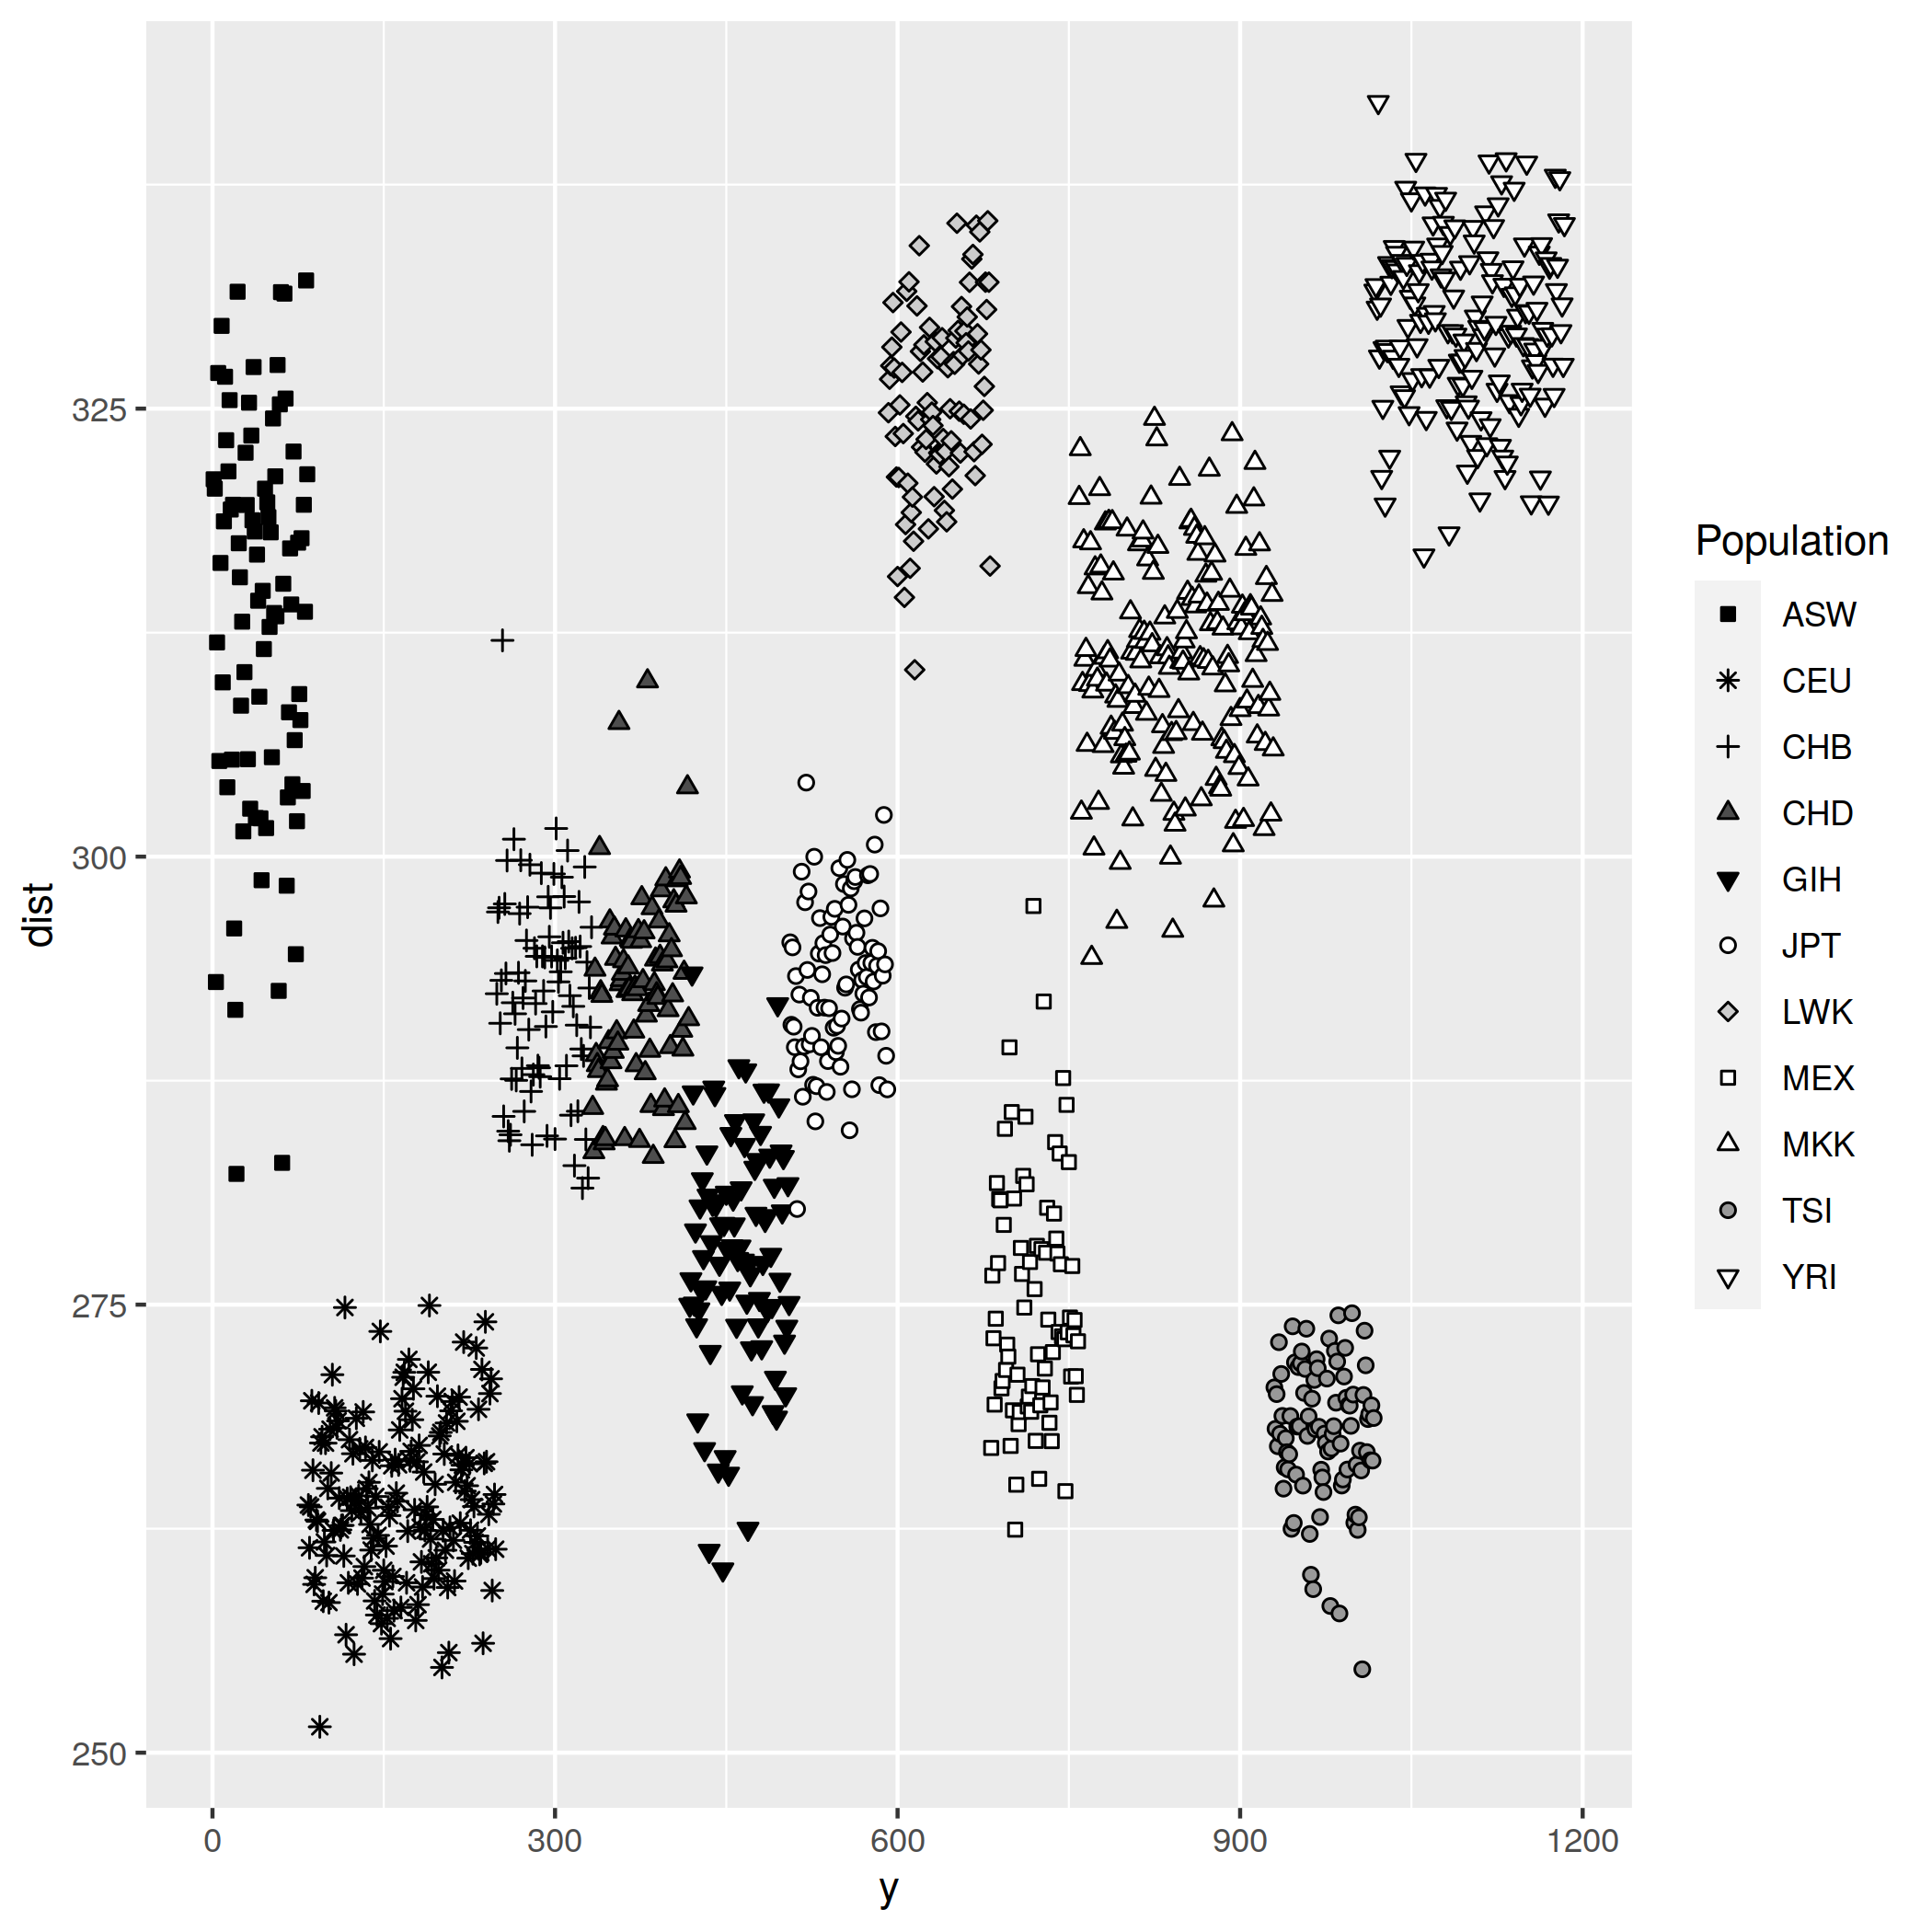 325
300
275
250
dist
0 300 600 900 1200
y
Population
ASW
CEU
CHB
CHD
GIH
JPT
LWK
MEX
MKK
TSI
YRI